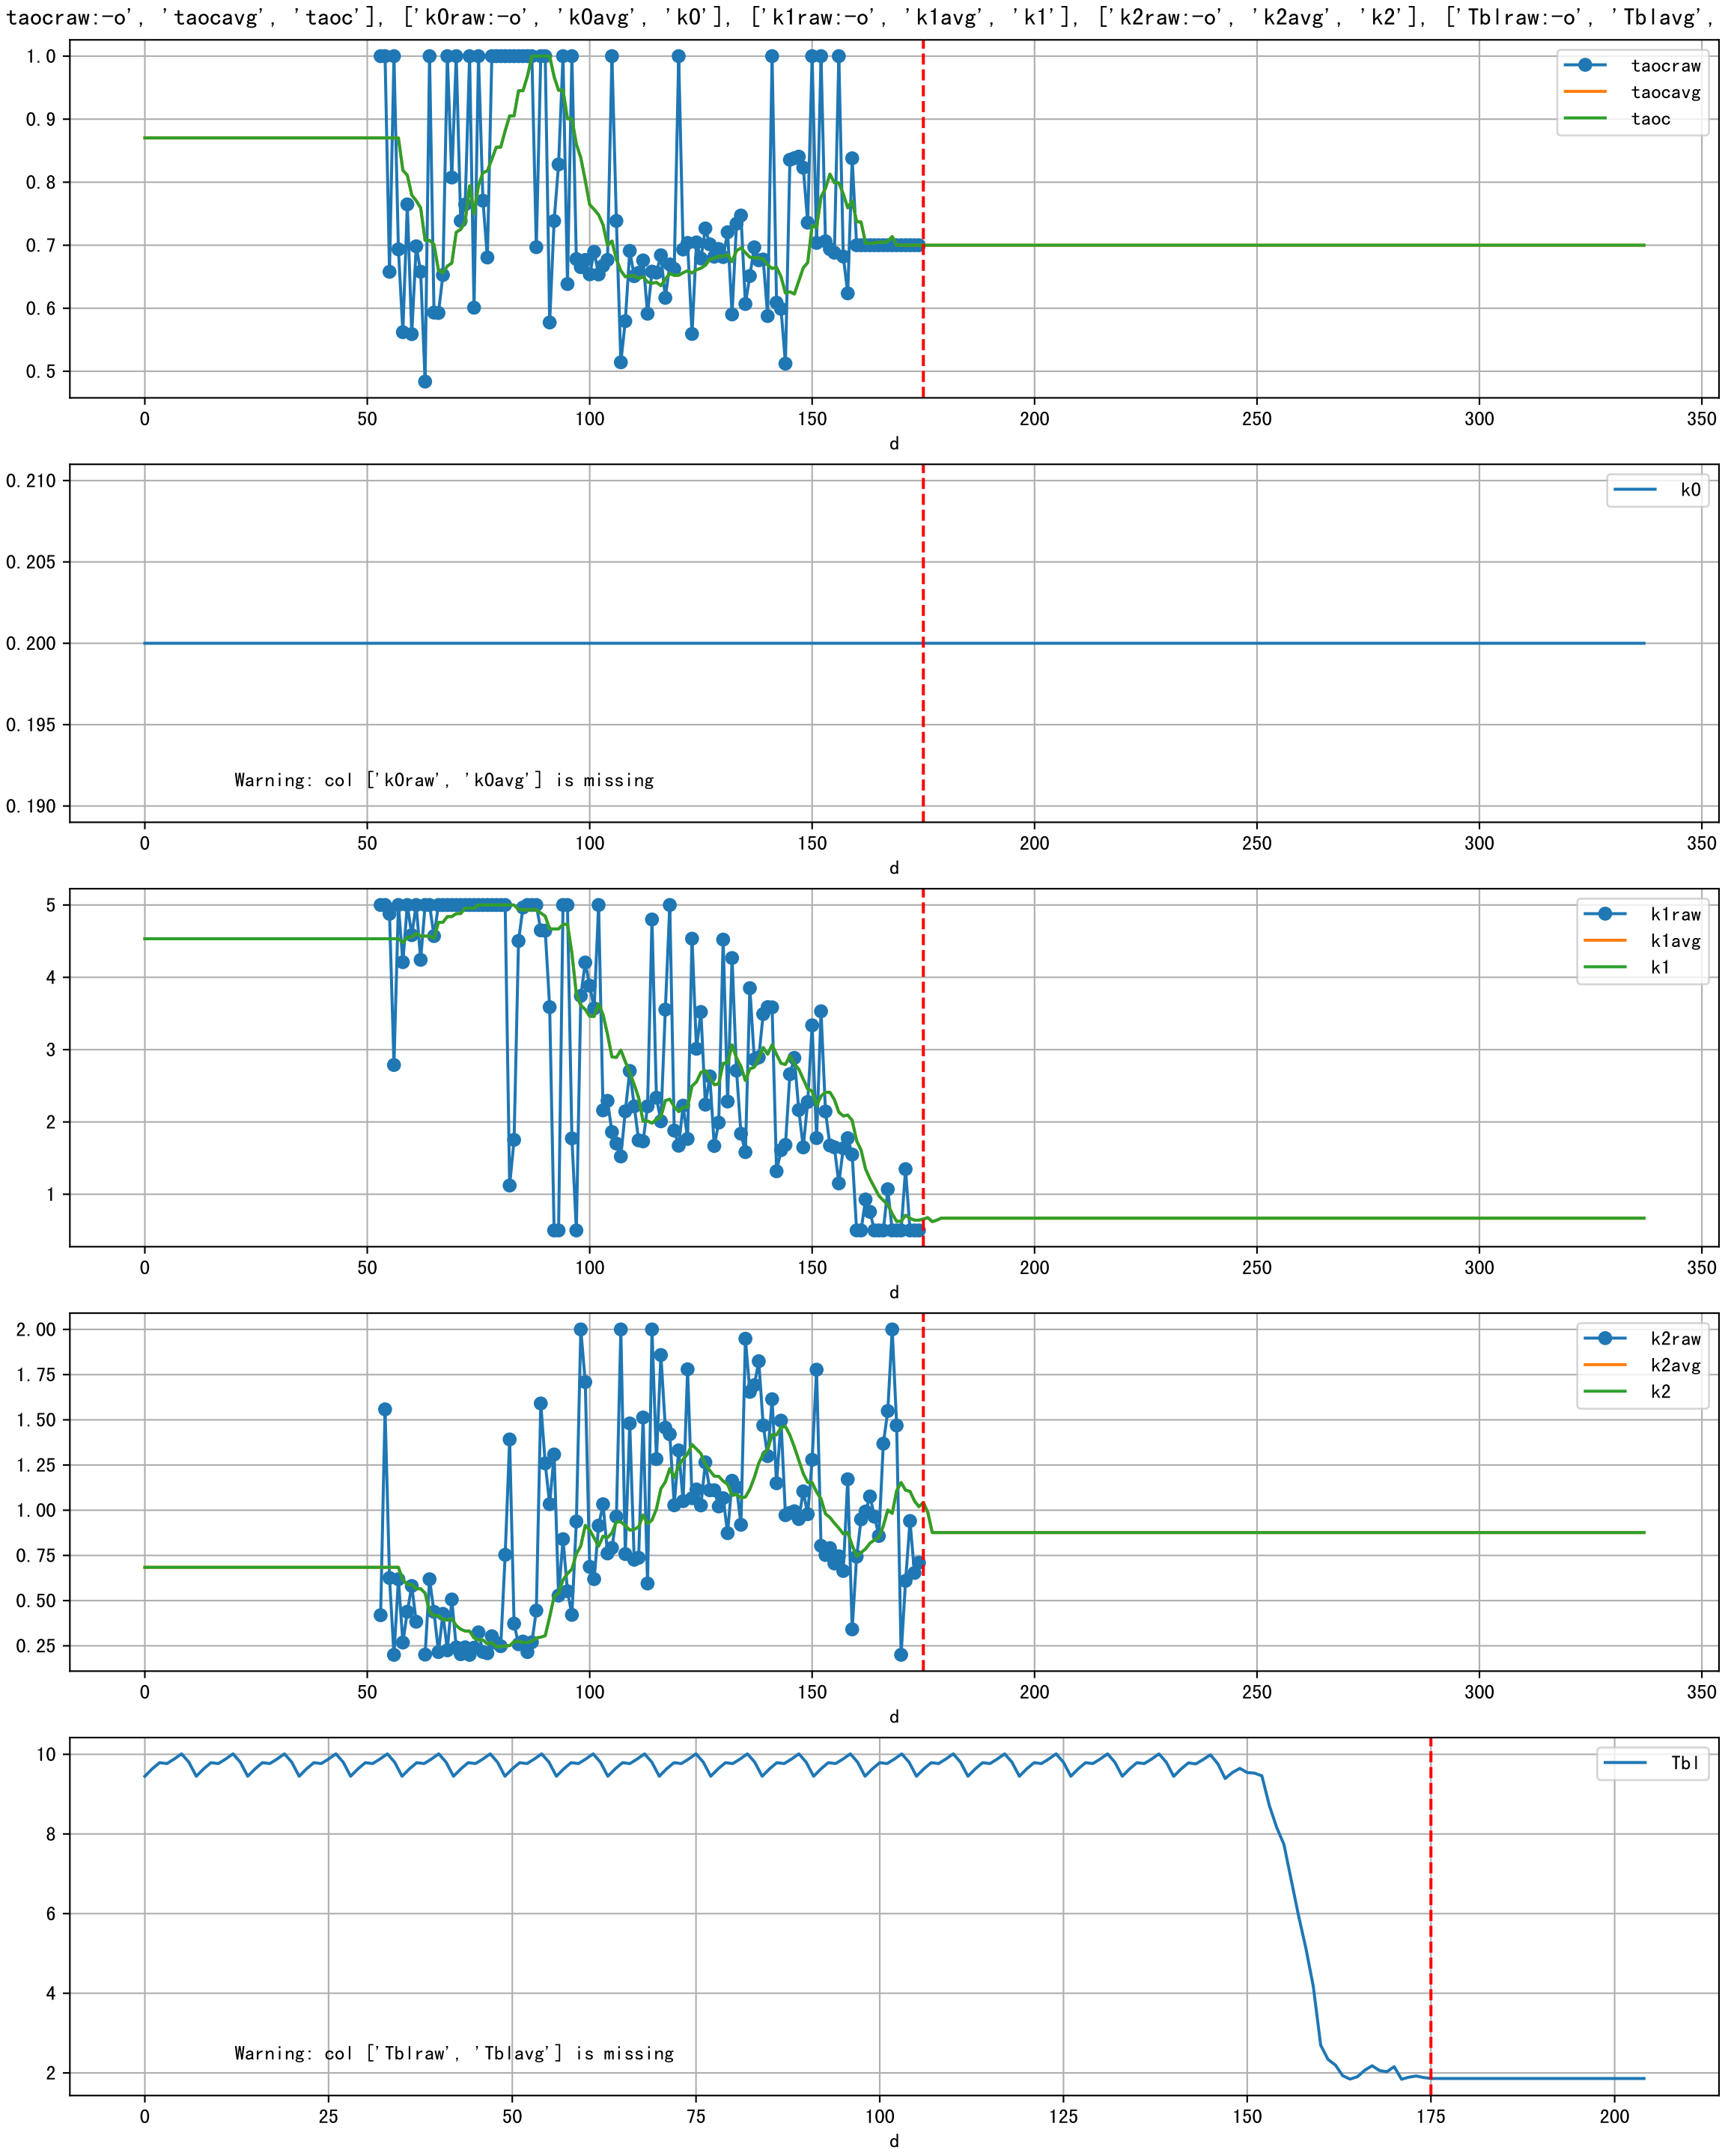 taocraw:-o', 'taocavg', 'taoc'], ['k0raw:-o', 'k0avg', 'k0'], ['k1raw:-o', 'k1avg', 'k1'], ['k2raw:-o', 'k2avg', 'k2'], ['Tblraw:-o', 'Tblavg',
1.0
0.9
0.8
0.7
0.6
0.5
taocraw
taocavg
taoc
0 50 100 150 200 250 300 350
d
0.210
0.205
0.200
0.195
0.190
k0
Warning: col ['k0raw', 'k0avg'] is missing
0 50 100 150 200 250 300 350
d
5
4
3
2
1
k1raw
k1avg
k1
0 50 100 150 200 250 300 350
d
2.00
1.75
1.50
1.25
1.00
0.75
0.50
0.25
k2raw
k2avg
k2
0 50 100 150 200 250 300 350
d
10
8
6
4
2
Tbl
Warning: col ['Tblraw', 'Tblavg'] is missing
0 25 50 75 100 125 150 175 200
d